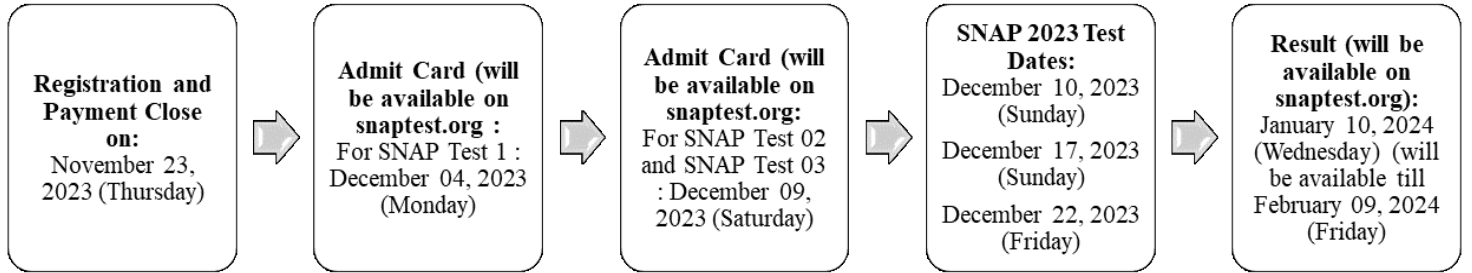 Registration and
Payment Close
on:
November 23,
2023 (Thursday)
Admit Card (will
be available on
snaptest.org :
For SNAP Test 1 :
December 04, 2023
(Monday)
Admit Card (will
be available on
snaptest.org:
For SNAP Test 02
and SNAP Test 03
: December 09,
2023 (Saturday)
SNAP 2023 Test
Dates:
December 10, 2023
(Sunday)
December 17, 2023
(Sunday)
December 22, 2023
(Friday)
Result (will be
available on
snaptest.org):
January 10, 2024
(Wednesday) (will
be available till
February 09, 2024
(Friday)